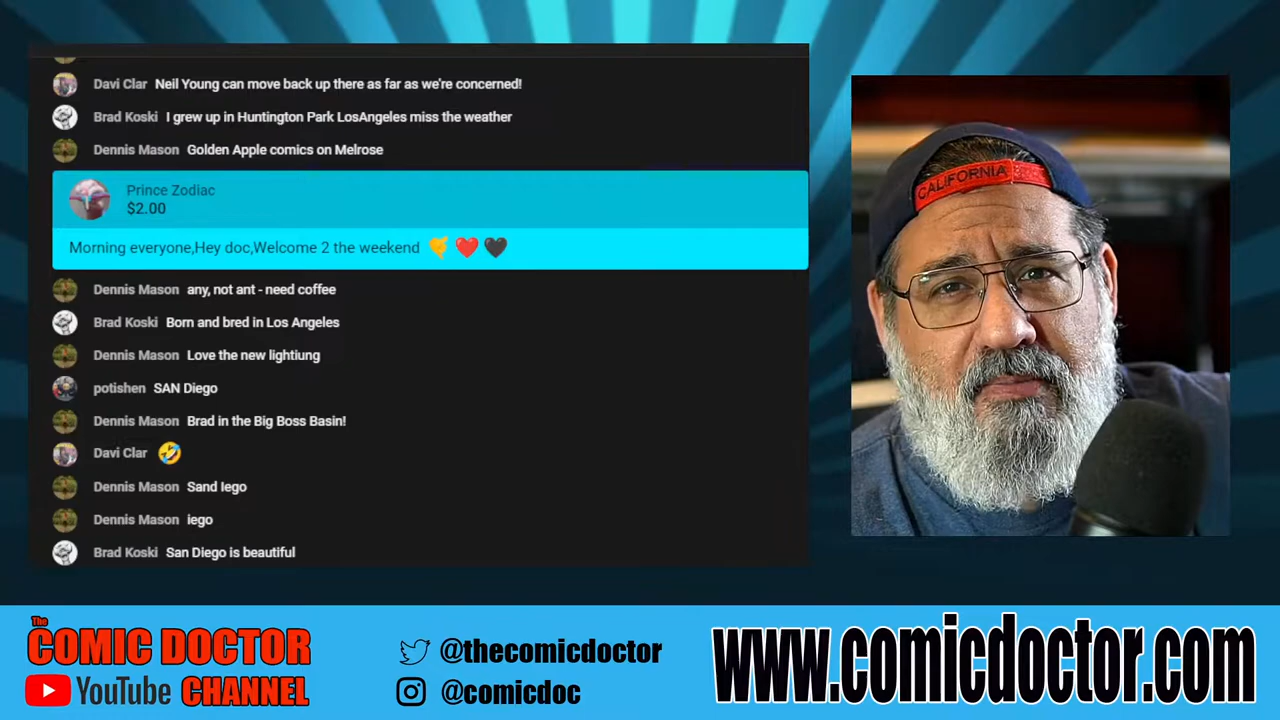 Davi Clar Neil Young can move back up there as far as we're concerned!
Brad Koski I grew up in Huntington Park LosAngeles miss the weather
Dennis Mason Golden Apple comics on Melrose
Prince Zodiac
$2.00
Morning everyone,Hey doc,Welcome 2 the weekend 🤙❤️🖤
Dennis Mason any, not ant - need coffee
Brad Koski Born and bred in Los Angeles
Dennis Mason Love the new lightiung
potishen SAN Diego
Dennis Mason Brad in the Big Boss Basin!
Davi Clar 🤣
Dennis Mason Sand Iego
Dennis Mason iego
Brad Koski San Diego is beautiful
CALIFORNIA
The
COMIC DOCTOR
YouTube CHANNEL
@thecomicdoctor
@comicdoc
www.comicdoctor.com